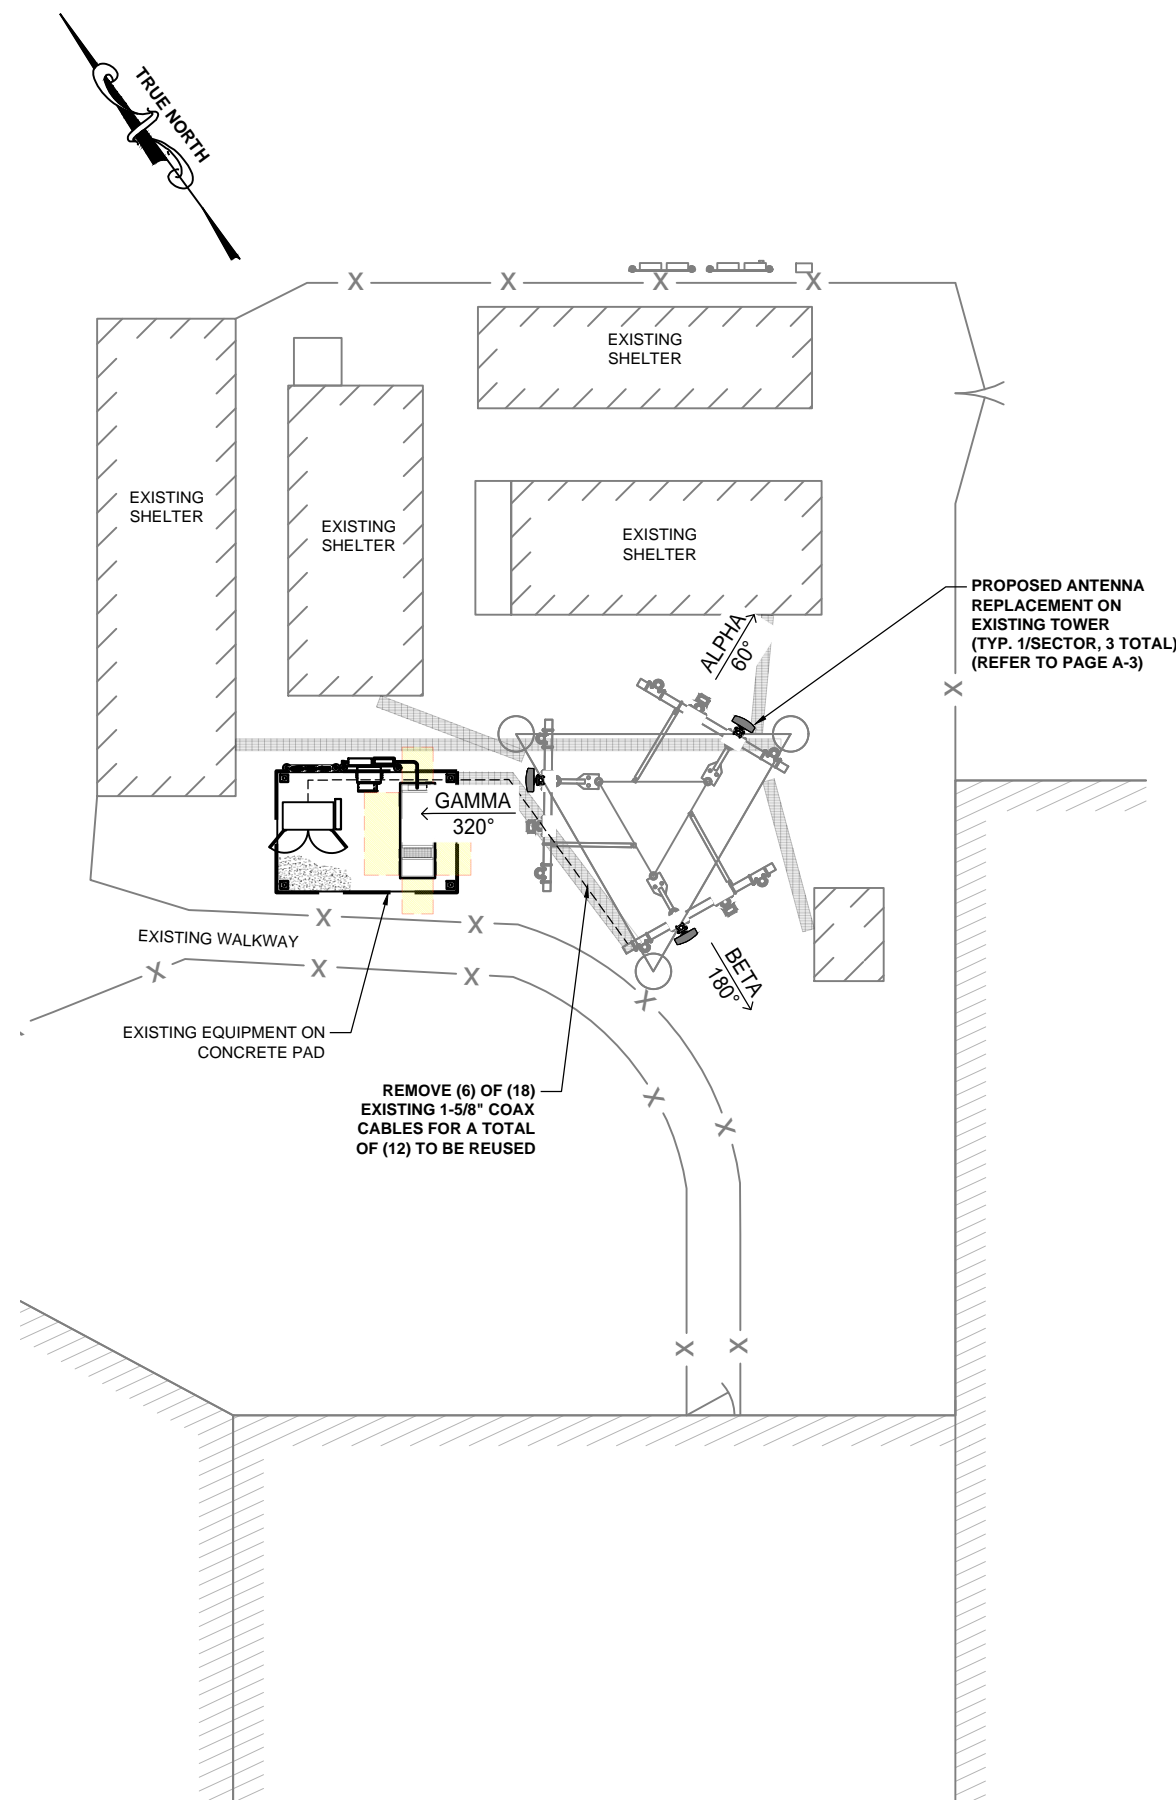 TRUE NORTH
X X X X
EXISTING
SHELTER
EXISTING
SHELTER
EXISTING
SHELTER
EXISTING
SHELTER
PROPOSED ANTENNA
REPLACEMENT ON
EXISTING TOWER
(TYP. 1/SECTOR, 3 TOTAL)
(REFER TO PAGE A-3)
ALPHA
60°
X
GAMMA
320°
X X
EXISTING WALKWAY
BETA
180°
X X X
X
EXISTING EQUIPMENT ON
CONCRETE PAD
REMOVE (6) OF (18)
EXISTING 1-5/8" COAX
CABLES FOR A TOTAL
OF (12) TO BE REUSED
X
X
X X